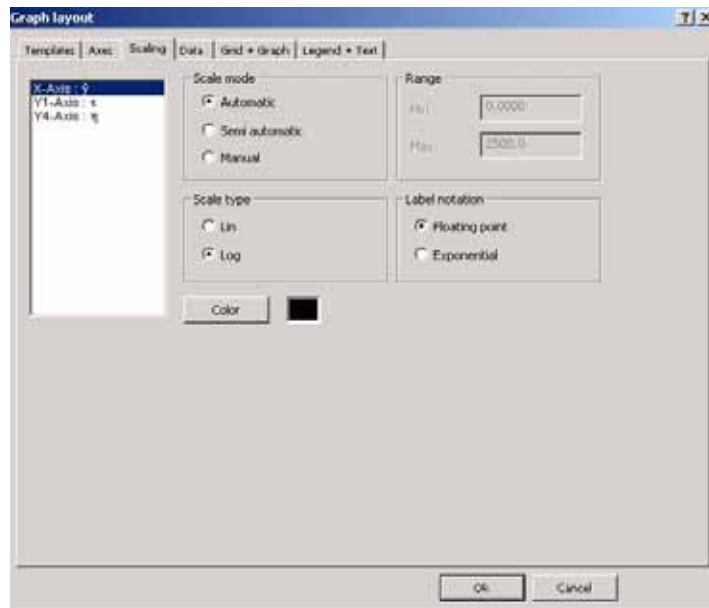 Graph layout
Templates Axes Scaling Data Grid + Graph Legend + Text
X-Axis : γ̇
Y1-Axis : τ
Y4-Axis : η
Scale mode
Automatic
Semi automatic
Manual
Range
Min
0.0000
Max
2500.0
Scale type
Lin
Log
Label notation
Floating point
Exponential
Color
Ok
Cancel